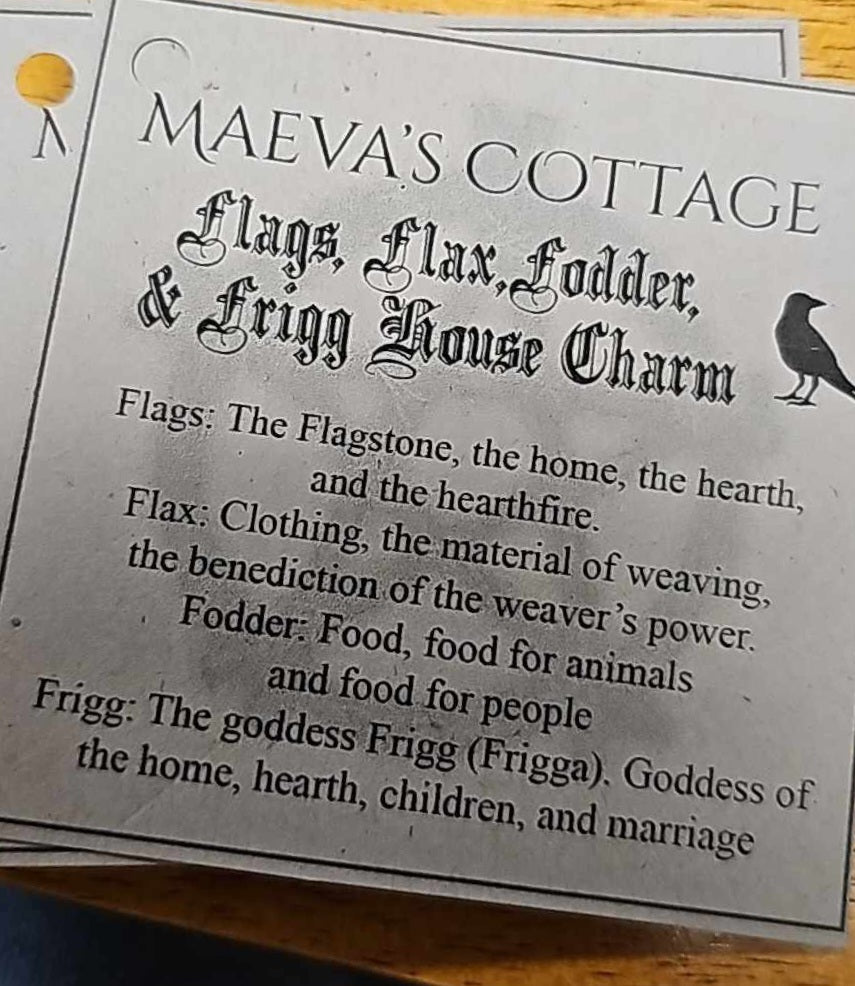 MAEVA'S COTTAGE
Flags, Flax, Fodder,
& Frigg House Charm
Flags: The Flagstone, the home, the hearth,
and the hearthfire.
Flax: Clothing, the material of weaving,
the benediction of the weaver's power.
Fodder: Food, food for animals
and food for people
Frigg: The goddess Frigg (Frigga). Goddess of
the home, hearth, children, and marriage